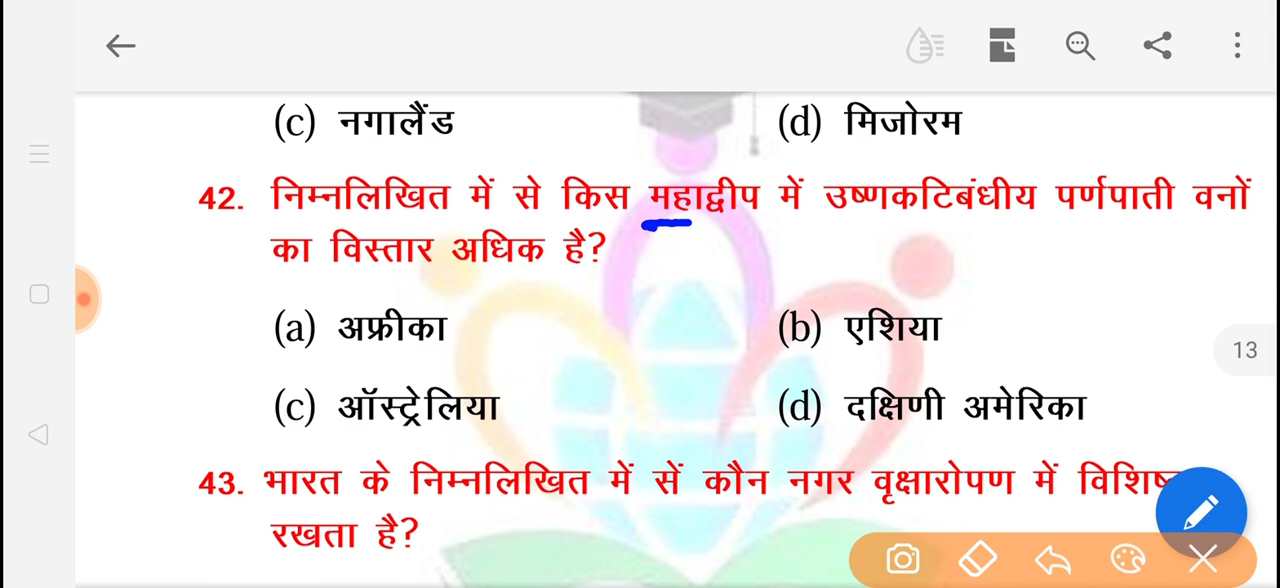 (c) नगालैंड (d) मिजोरम
42. निम्नलिखित में से किस महाद्वीप में उष्णकटिबंधीय पर्णपाती वनों
का विस्तार अधिक है?
(a) अफ्रीका (b) एशिया
13
(c) ऑस्ट्रेलिया (d) दक्षिणी अमेरिका
43. भारत के निम्नलिखित में सें कौन नगर वृक्षारोपण में
रखता है?